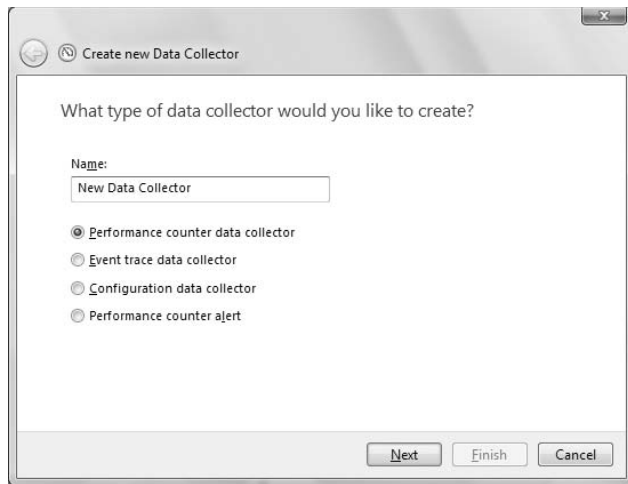 Create new Data Collector
What type of data collector would you like to create?
Name:
New Data Collector
Performance counter data collector
Event trace data collector
Configuration data collector
Performance counter alert
Next
Finish
Cancel